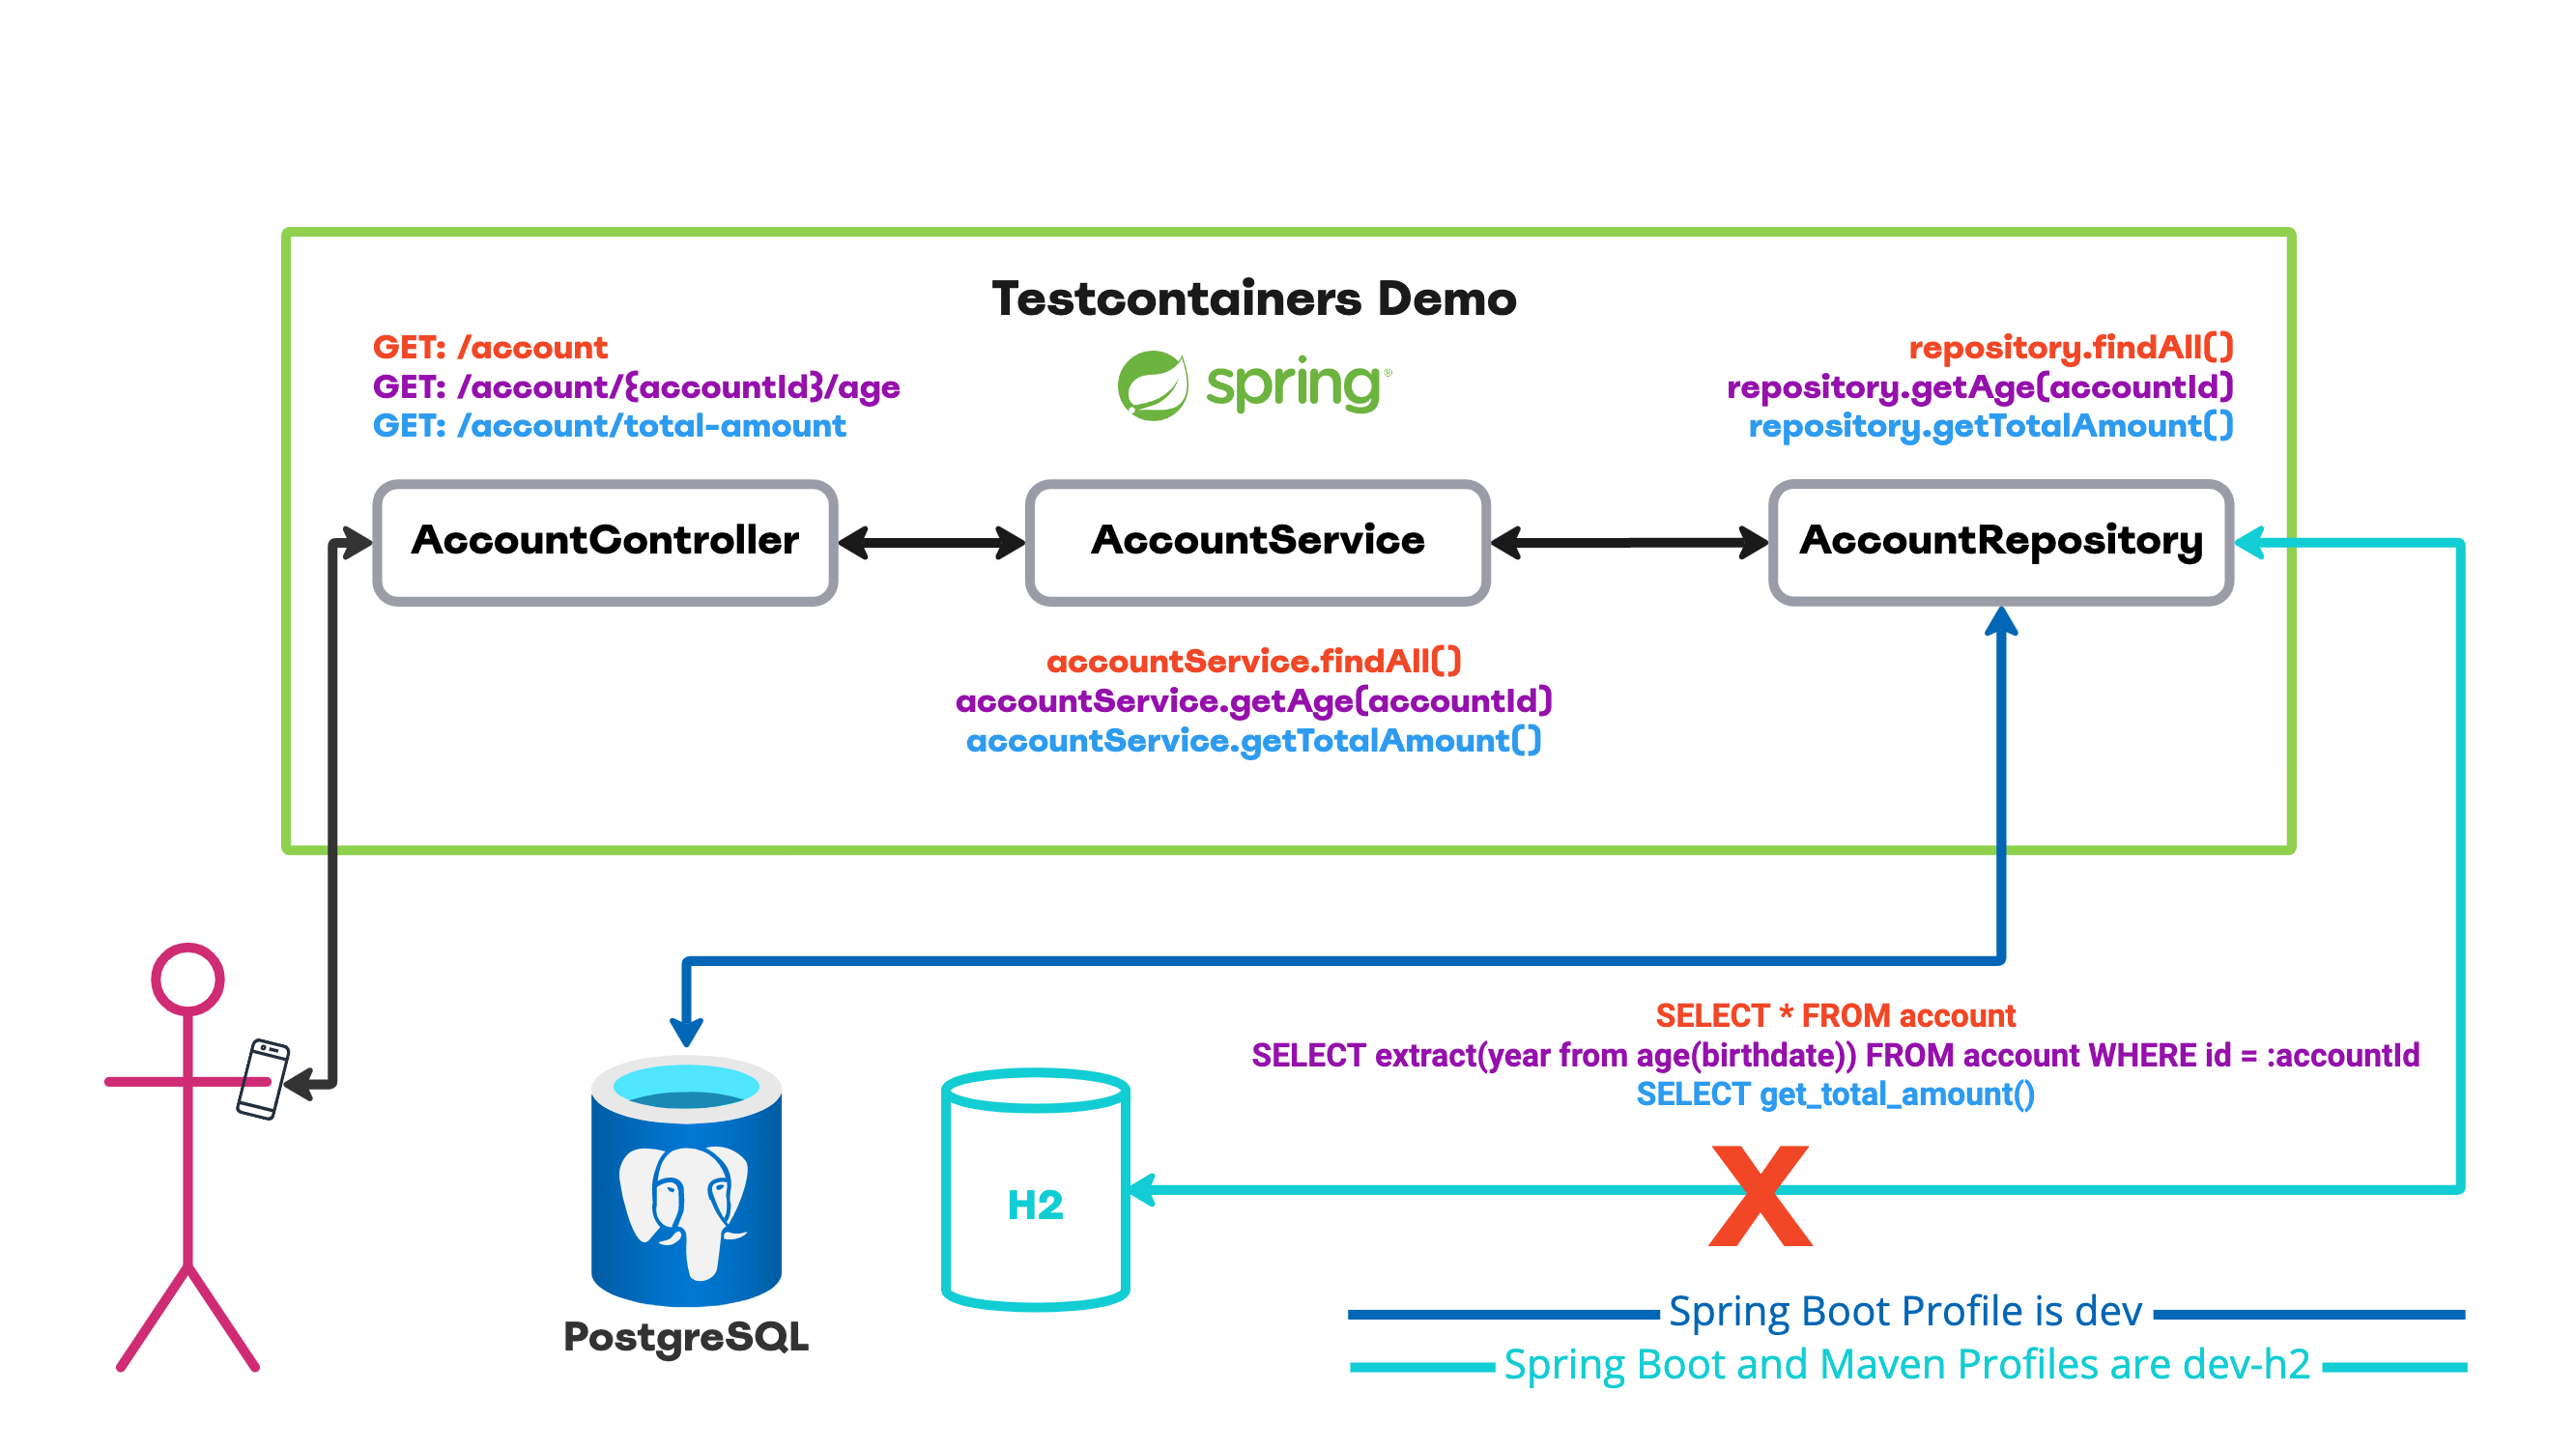 Testcontainers Demo
GET: /account
GET: /account/{accountId}/age
GET: /account/total-amount
spring®
repository.findAll()
repository.getAge(accountId)
repository.getTotalAmount()
AccountController
AccountService
AccountRepository
accountService.findAll()
accountService.getAge(accountId)
accountService.getTotalAmount()
SELECT * FROM account
SELECT extract(year from age(birthdate)) FROM account WHERE id = :accountId
SELECT get_total_amount()
X
H2
PostgreSQL
Spring Boot Profile is dev
Spring Boot and Maven Profiles are dev-h2